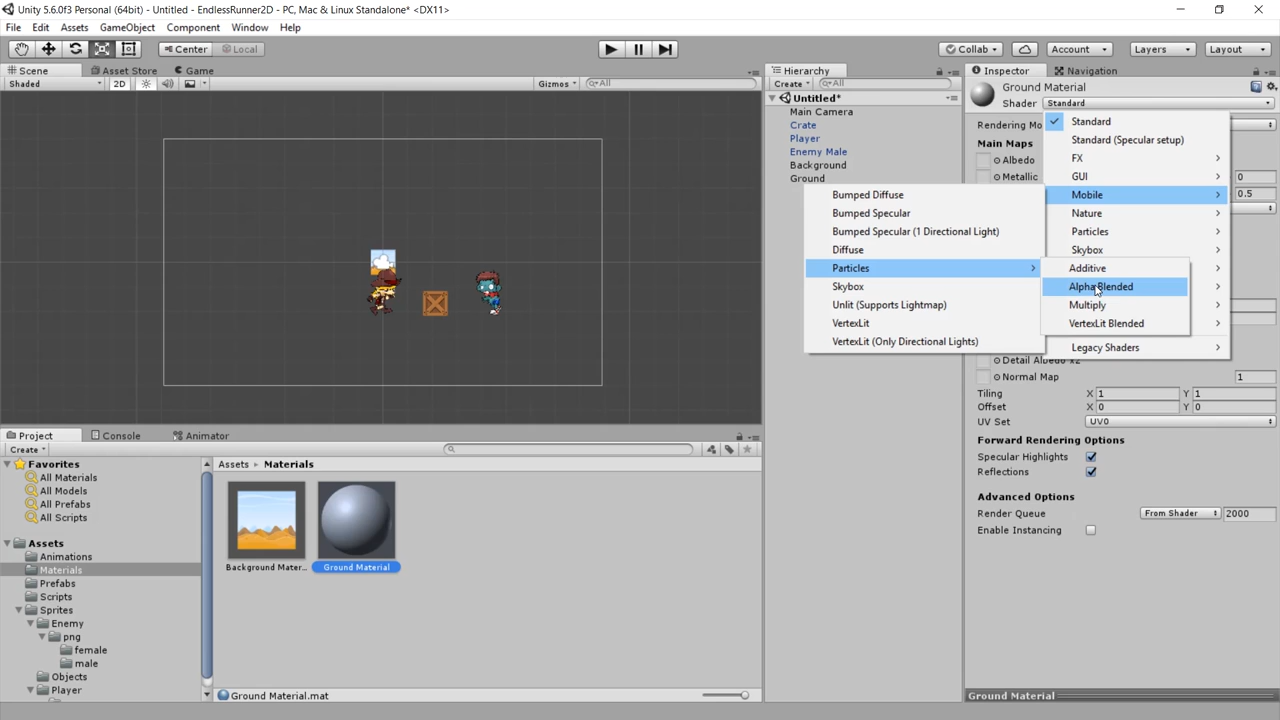 Unity 5.6.0f3 Personal (64bit) - Untitled - EndlessRunner2D - PC, Mac & Linux Standalone* <DX11>
File Edit Assets GameObject Component Window Help
Center Local Collab Account Layers Layout
Scene Asset Store Game
Shaded 2D Gizmos All
Hierarchy
Create All
Untitled*
Main Camera
Crate
Player
Enemy Male
Background
Ground
Inspector Navigation
Ground Material
Shader Standard
Rendering Mo
Main Maps
Albedo
Metallic 0
0.5
Standard
Standard (Specular setup)
FX
GUI
Mobile
Nature
Particles
Skybox
Legacy Shaders
Bumped Diffuse
Bumped Specular
Bumped Specular (1 Directional Light)
Diffuse
Particles
Skybox
Unlit (Supports Lightmap)
VertexLit
VertexLit (Only Directional Lights)
Additive
Alpha Blended
Multiply
VertexLit Blended
Detail Albedo x2
Normal Map 1
Tiling X 1 Y 1
Offset X 0 Y 0
UV Set UV0
Forward Rendering Options
Specular Highlights
Reflections
Advanced Options
Render Queue From Shader 2000
Enable Instancing
Ground Material
Project Console Animator
Create
Favorites
All Materials
All Models
All Prefabs
All Scripts
Assets
Animations
Materials
Prefabs
Scripts
Sprites
Enemy
png
female
male
Objects
Player
Assets Materials
Background Mater...
Ground Material
Ground Material.mat